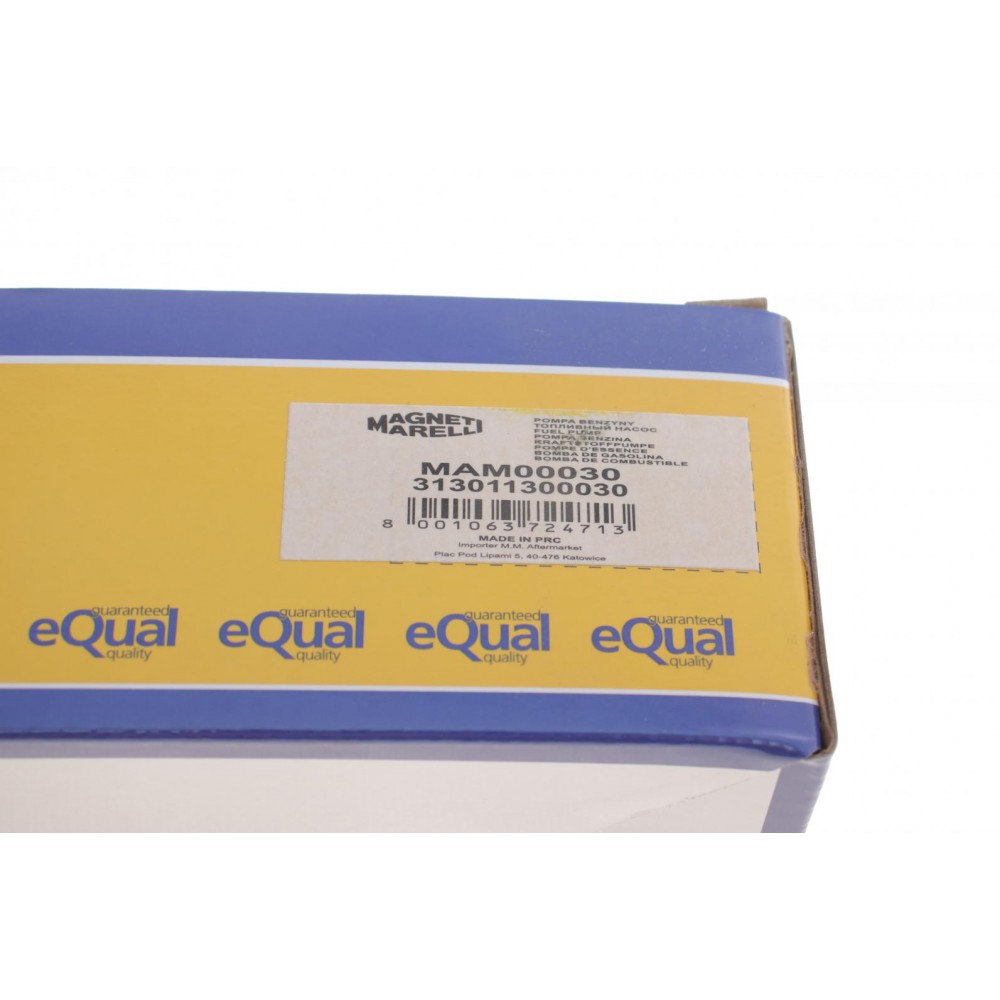 MAGNETI
MARELLI
POMPA BENZYNY
ТОПЛИВНЫЙ НАСОС
FUEL PUMP
POMPA BENZINA
KRAFTSTOFFPUMPE
POMPE D'ESSENCE
BOMBA DE GASOLINA
BOMBA DE COMBUSTIBLE
MAM00030
313011300030
8 001063 724713
MADE IN PRC
Importer M.M. Aftermarket
Plac Pod Lipami 5, 40-476 Katowice
guaranteed
eQual
quality
guaranteed
eQual
quality
guaranteed
eQual
quality
guaranteed
eQual
quality